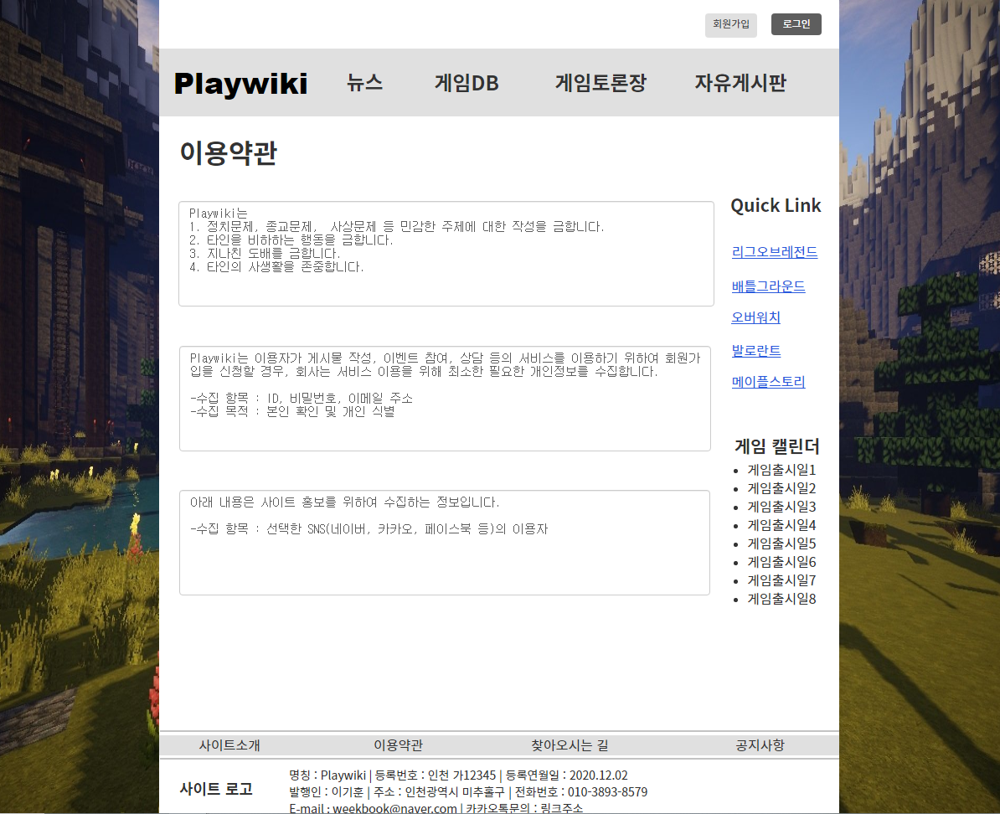 회원가입 로그인
Playwiki 뉴스 게임DB 게임토론장 자유게시판
이용약관
Playwiki는
1. 정치문제, 종교문제,  사상문제 등 민감한 주제에 대한 작성을 금합니다.
2. 타인을 비하하는 행동을 금합니다.
3. 지나친 도배를 금합니다.
4. 타인의 사생활을 존중합니다.
Playwiki는 이용자가 게시물 작성, 이벤트 참여, 상담 등의 서비스를 이용하기 위하여 회원가
입을 신청할 경우, 회사는 서비스 이용을 위해 최소한 필요한 개인정보를 수집합니다.
-수집 항목 : ID, 비밀번호, 이메일 주소
-수집 목적 : 본인 확인 및 개인 식별
아래 내용은 사이트 홍보를 위하여 수집하는 정보입니다.
-수집 항목 : 선택한 SNS(네이버, 카카오, 페이스북 등)의 이용자
Quick Link
리그오브레전드
배틀그라운드
오버워치
발로란트
메이플스토리
게임 캘린더
• 게임출시일1
• 게임출시일2
• 게임출시일3
• 게임출시일4
• 게임출시일5
• 게임출시일6
• 게임출시일7
• 게임출시일8
사이트소개 이용약관 찾아오시는 길 공지사항
사이트 로고
명칭 : Playwiki | 등록번호 : 인천 가12345 | 등록연월일 : 2020.12.02
발행인 : 이기훈 | 주소 : 인천광역시 미추홀구 | 전화번호 : 010-3893-8579
E-mail : weekbook@naver.com | 카카오톡문의 : 링크주소